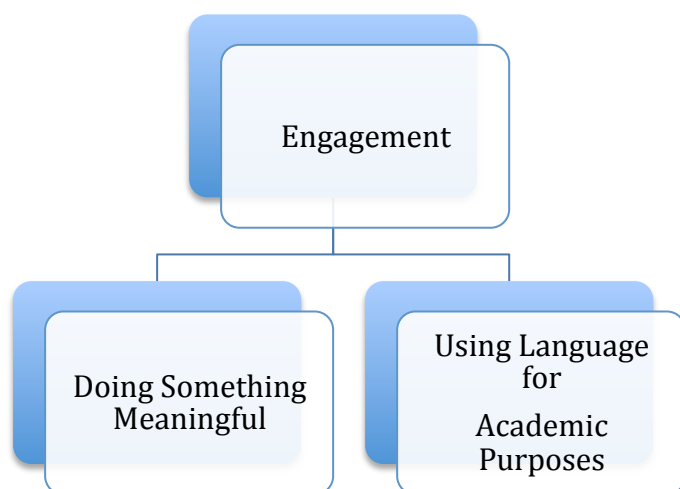 Engagement
Doing Something
Meaningful
Using Language
for
Academic
Purposes